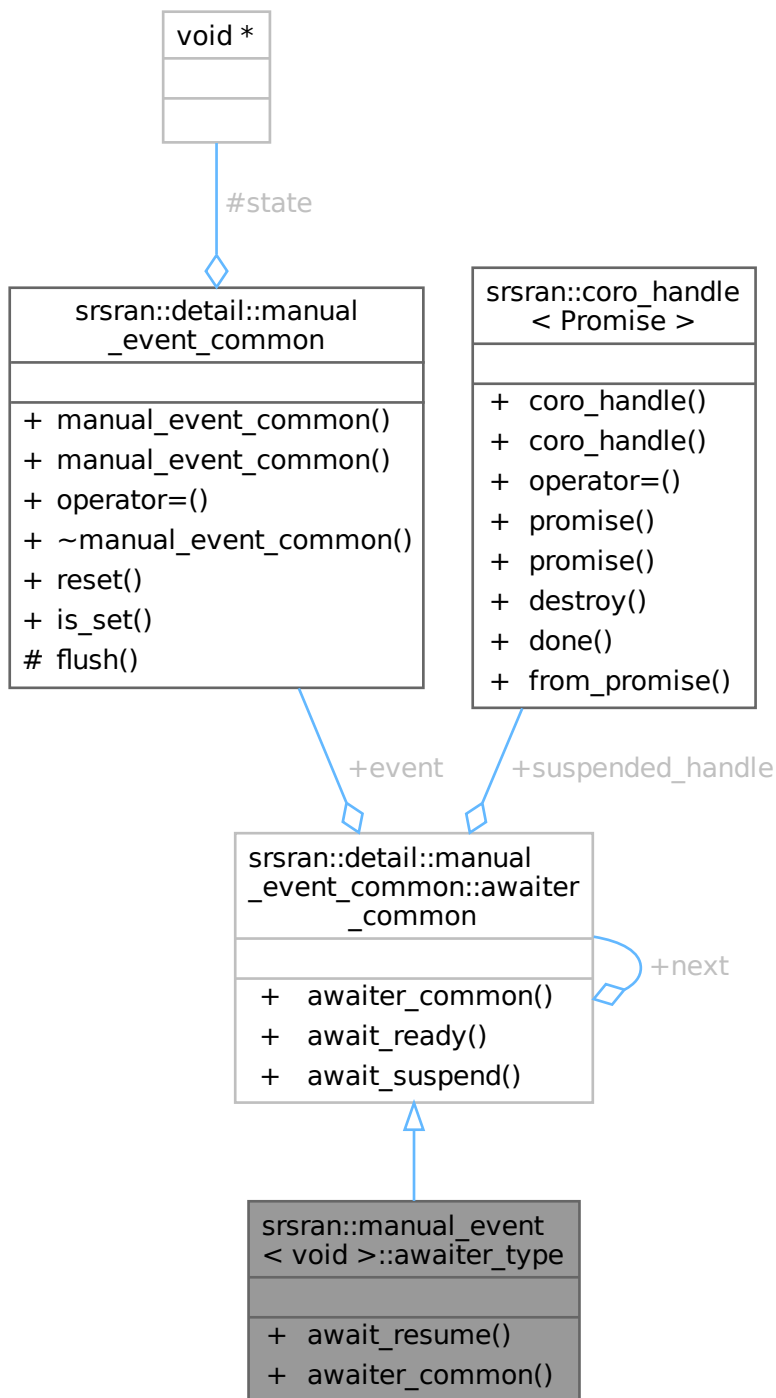 void *
#state
srsran::detail::manual
_event_common
+ manual_event_common()
+ manual_event_common()
+ operator=()
+ ~manual_event_common()
+ reset()
+ is_set()
# flush()
srsran::coro_handle
< Promise >
+ coro_handle()
+ coro_handle()
+ operator=()
+ promise()
+ promise()
+ destroy()
+ done()
+ from_promise()
+event
+suspended_handle
srsran::detail::manual
_event_common::awaiter
_common
+ awaiter_common()
+ await_ready()
+ await_suspend()
+next
srsran::manual_event
< void >::awaiter_type
+ await_resume()
+ awaiter_common()